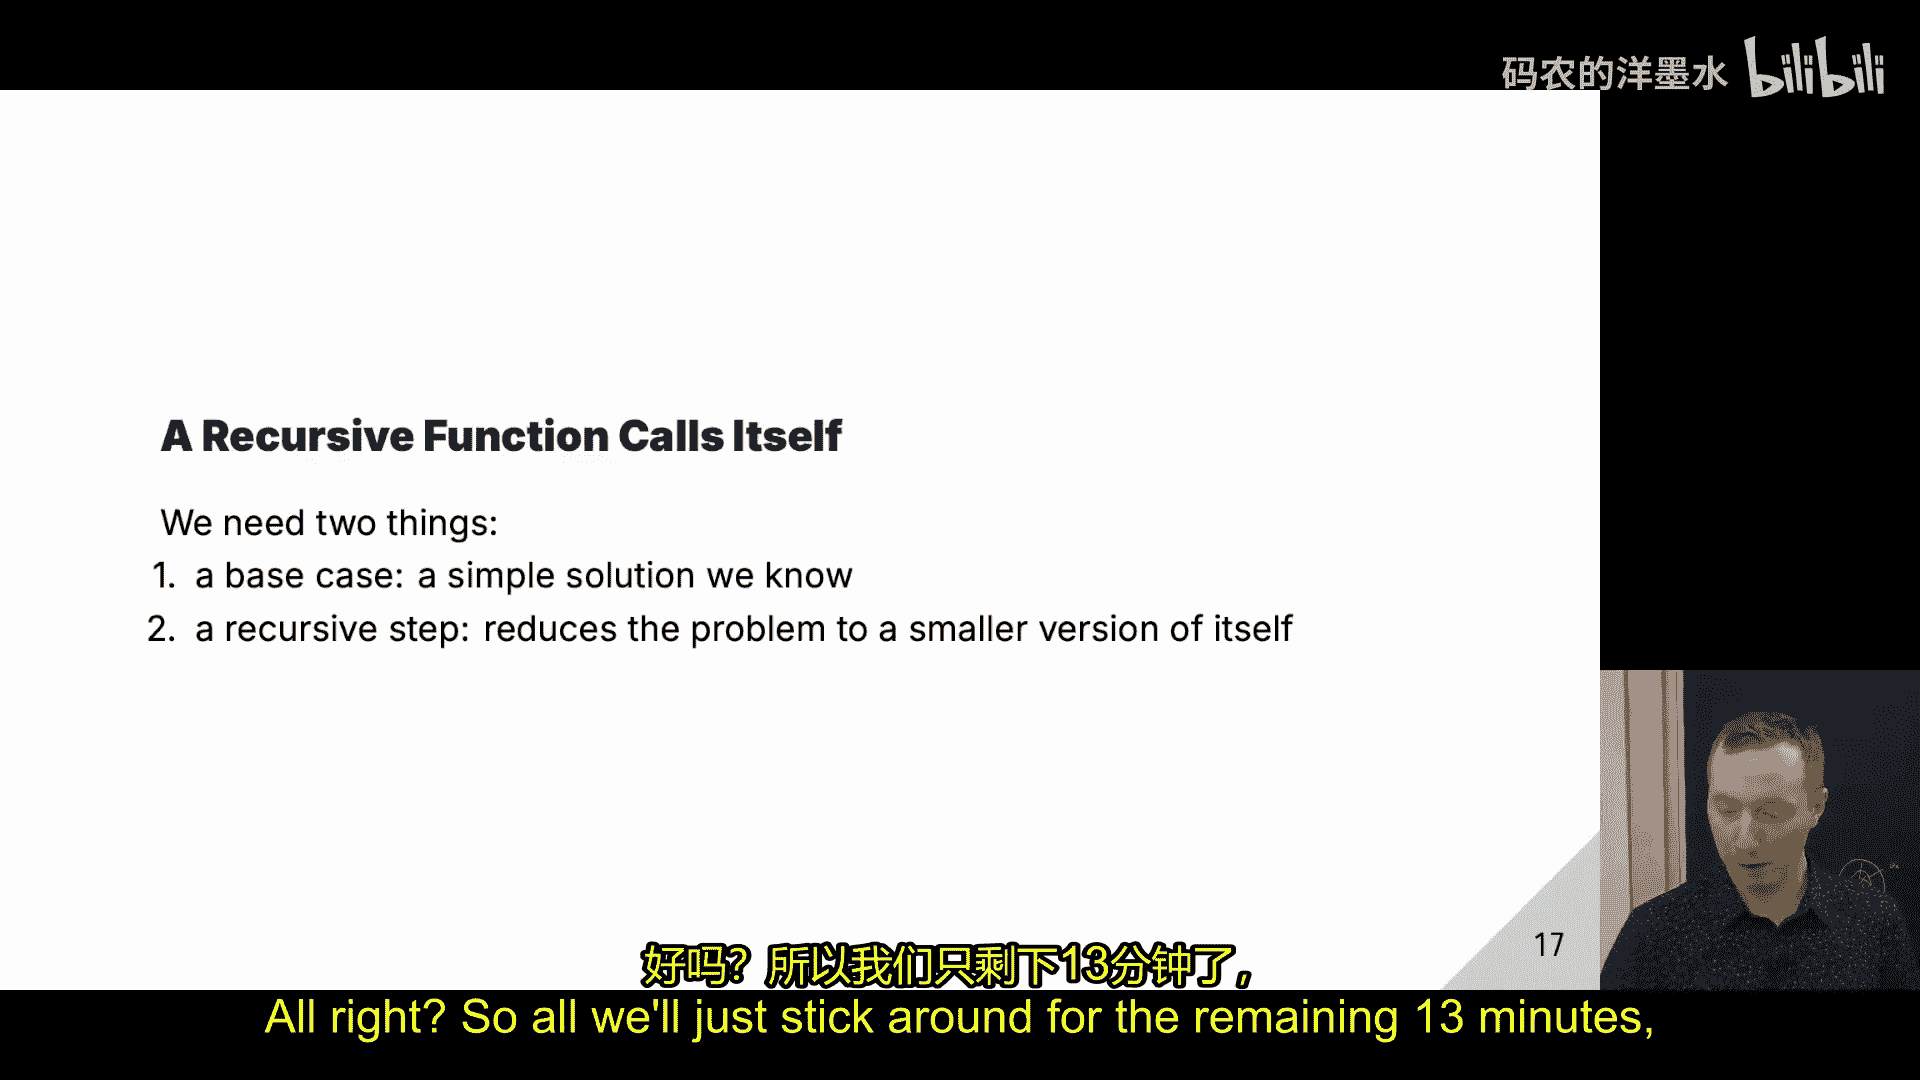 码农的洋墨水 bilibili
A Recursive Function Calls Itself
We need two things:
1. a base case: a simple solution we know
2. a recursive step: reduces the problem to a smaller version of itself
17
好吗？所以我们只剩下13分钟了，
All right? So all we'll just stick around for the remaining 13 minutes,